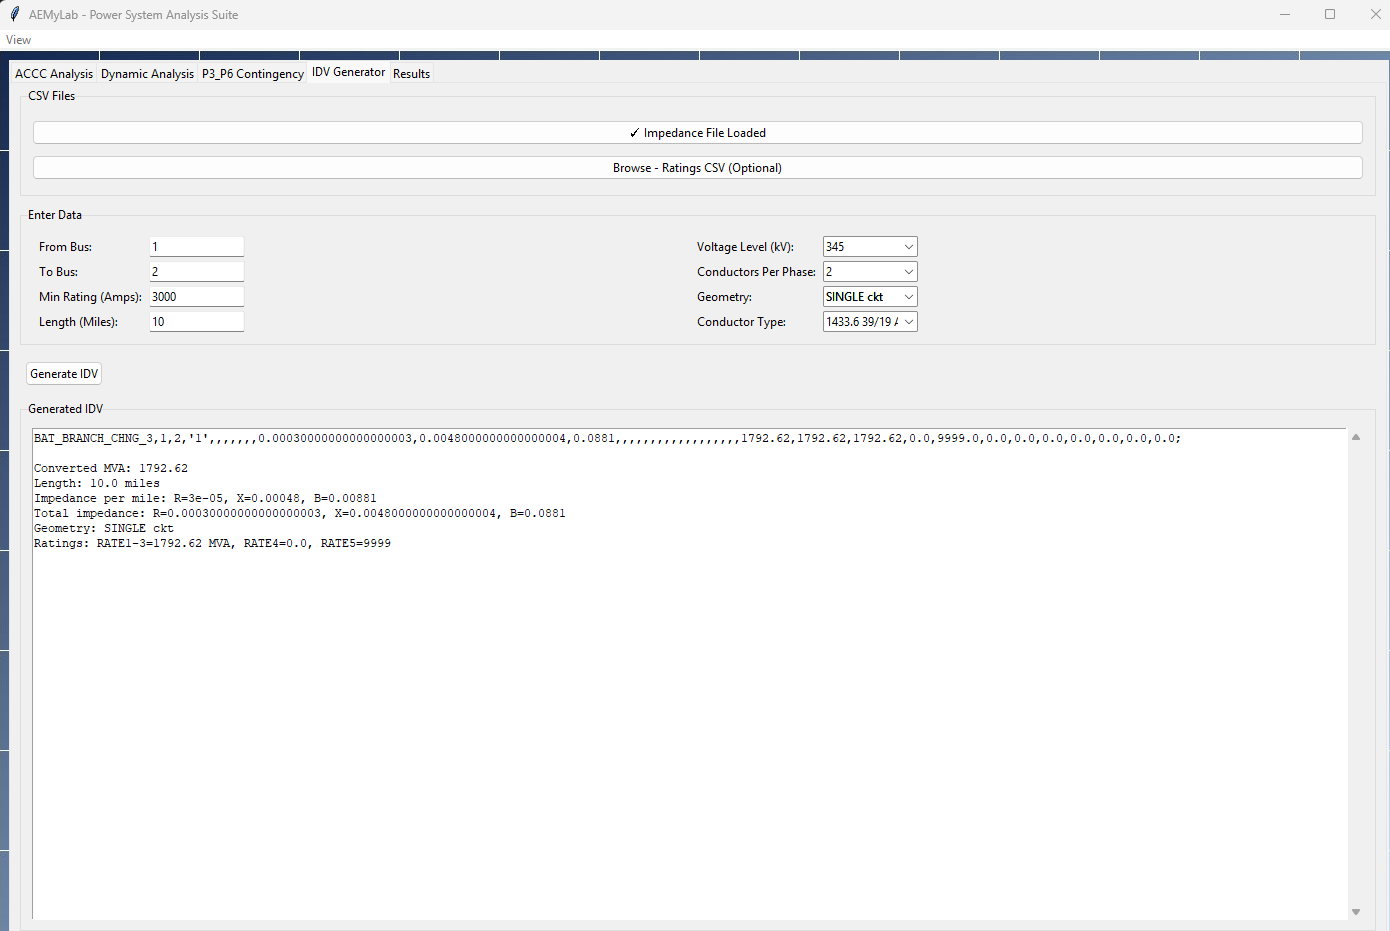 AEMyLab - Power System Analysis Suite
View
ACCC Analysis Dynamic Analysis P3_P6 Contingency IDV Generator Results
CSV Files
✓ Impedance File Loaded
Browse - Ratings CSV (Optional)
Enter Data
From Bus: 1
To Bus: 2
Min Rating (Amps): 3000
Length (Miles): 10
Voltage Level (kV): 345
Conductors Per Phase: 2
Geometry: SINGLE ckt
Conductor Type: 1433.6 39/19
Generate IDV
Generated IDV
BAT_BRANCH_CHNG_3,1,2,'1',,,,,,,0.00030000000000000003,0.0048000000000000004,0.0881,,,,,,,,,,,,,,,,,,1792.62,1792.62,1792.62,0.0,9999.0,0.0,0.0,0.0,0.0,0.0,0.0,0.0;
Converted MVA: 1792.62
Length: 10.0 miles
Impedance per mile: R=3e-05, X=0.00048, B=0.00881
Total impedance: R=0.00030000000000000003, X=0.0048000000000000004, B=0.0881
Geometry: SINGLE ckt
Ratings: RATE1-3=1792.62 MVA, RATE4=0.0, RATE5=9999